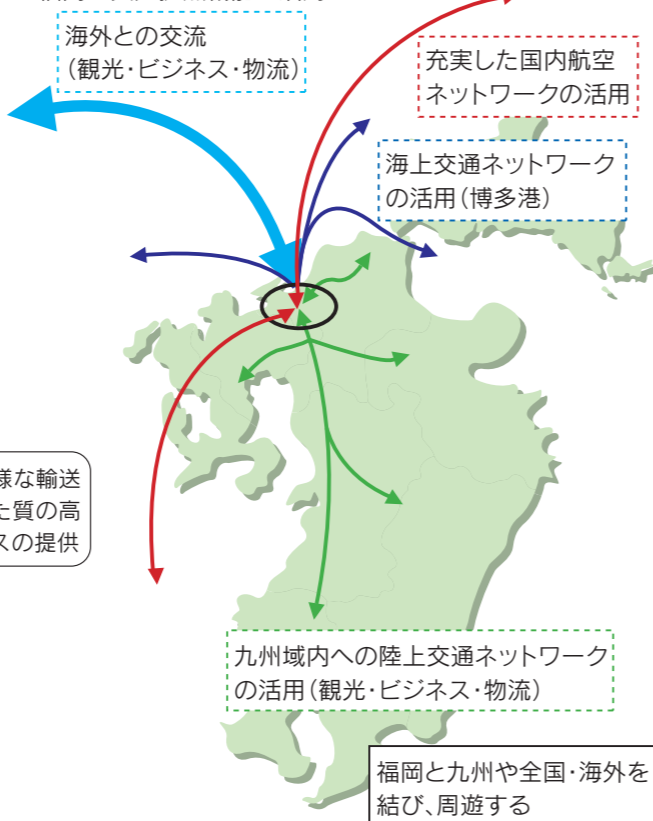 海外との交流
(観光・ビジネス・物流)
充実した国内航空
ネットワークの活用
海上交通ネットワーク
の活用(博多港)
様な輸送
た質の高
スの提供
九州域内への陸上交通ネットワーク
の活用(観光・ビジネス・物流)
福岡と九州や全国・海外を
結び、周遊する